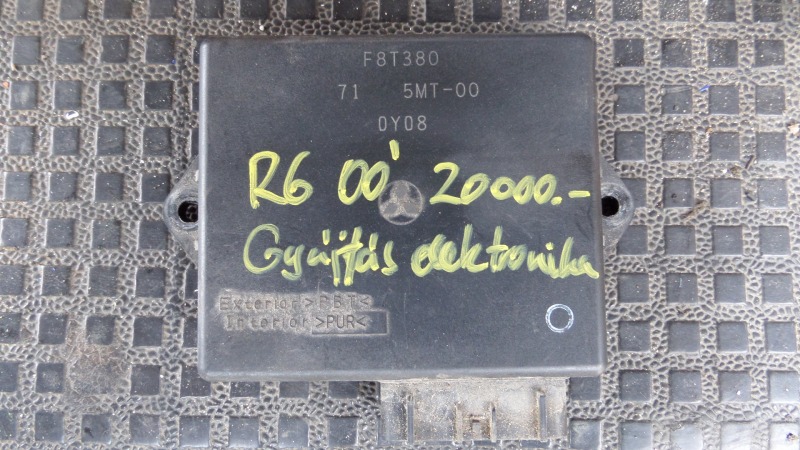 F8T380
71 5MT-00
0Y08
R6 00' 20000.-
Gyújtás elektronika
Exterior >PBT<
Interior >PUR<